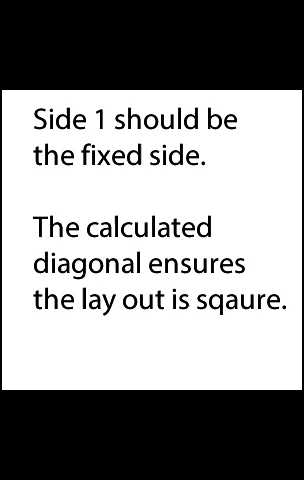 Side 1 should be
the fixed side.
The calculated
diagonal ensures
the lay out is sqaure.